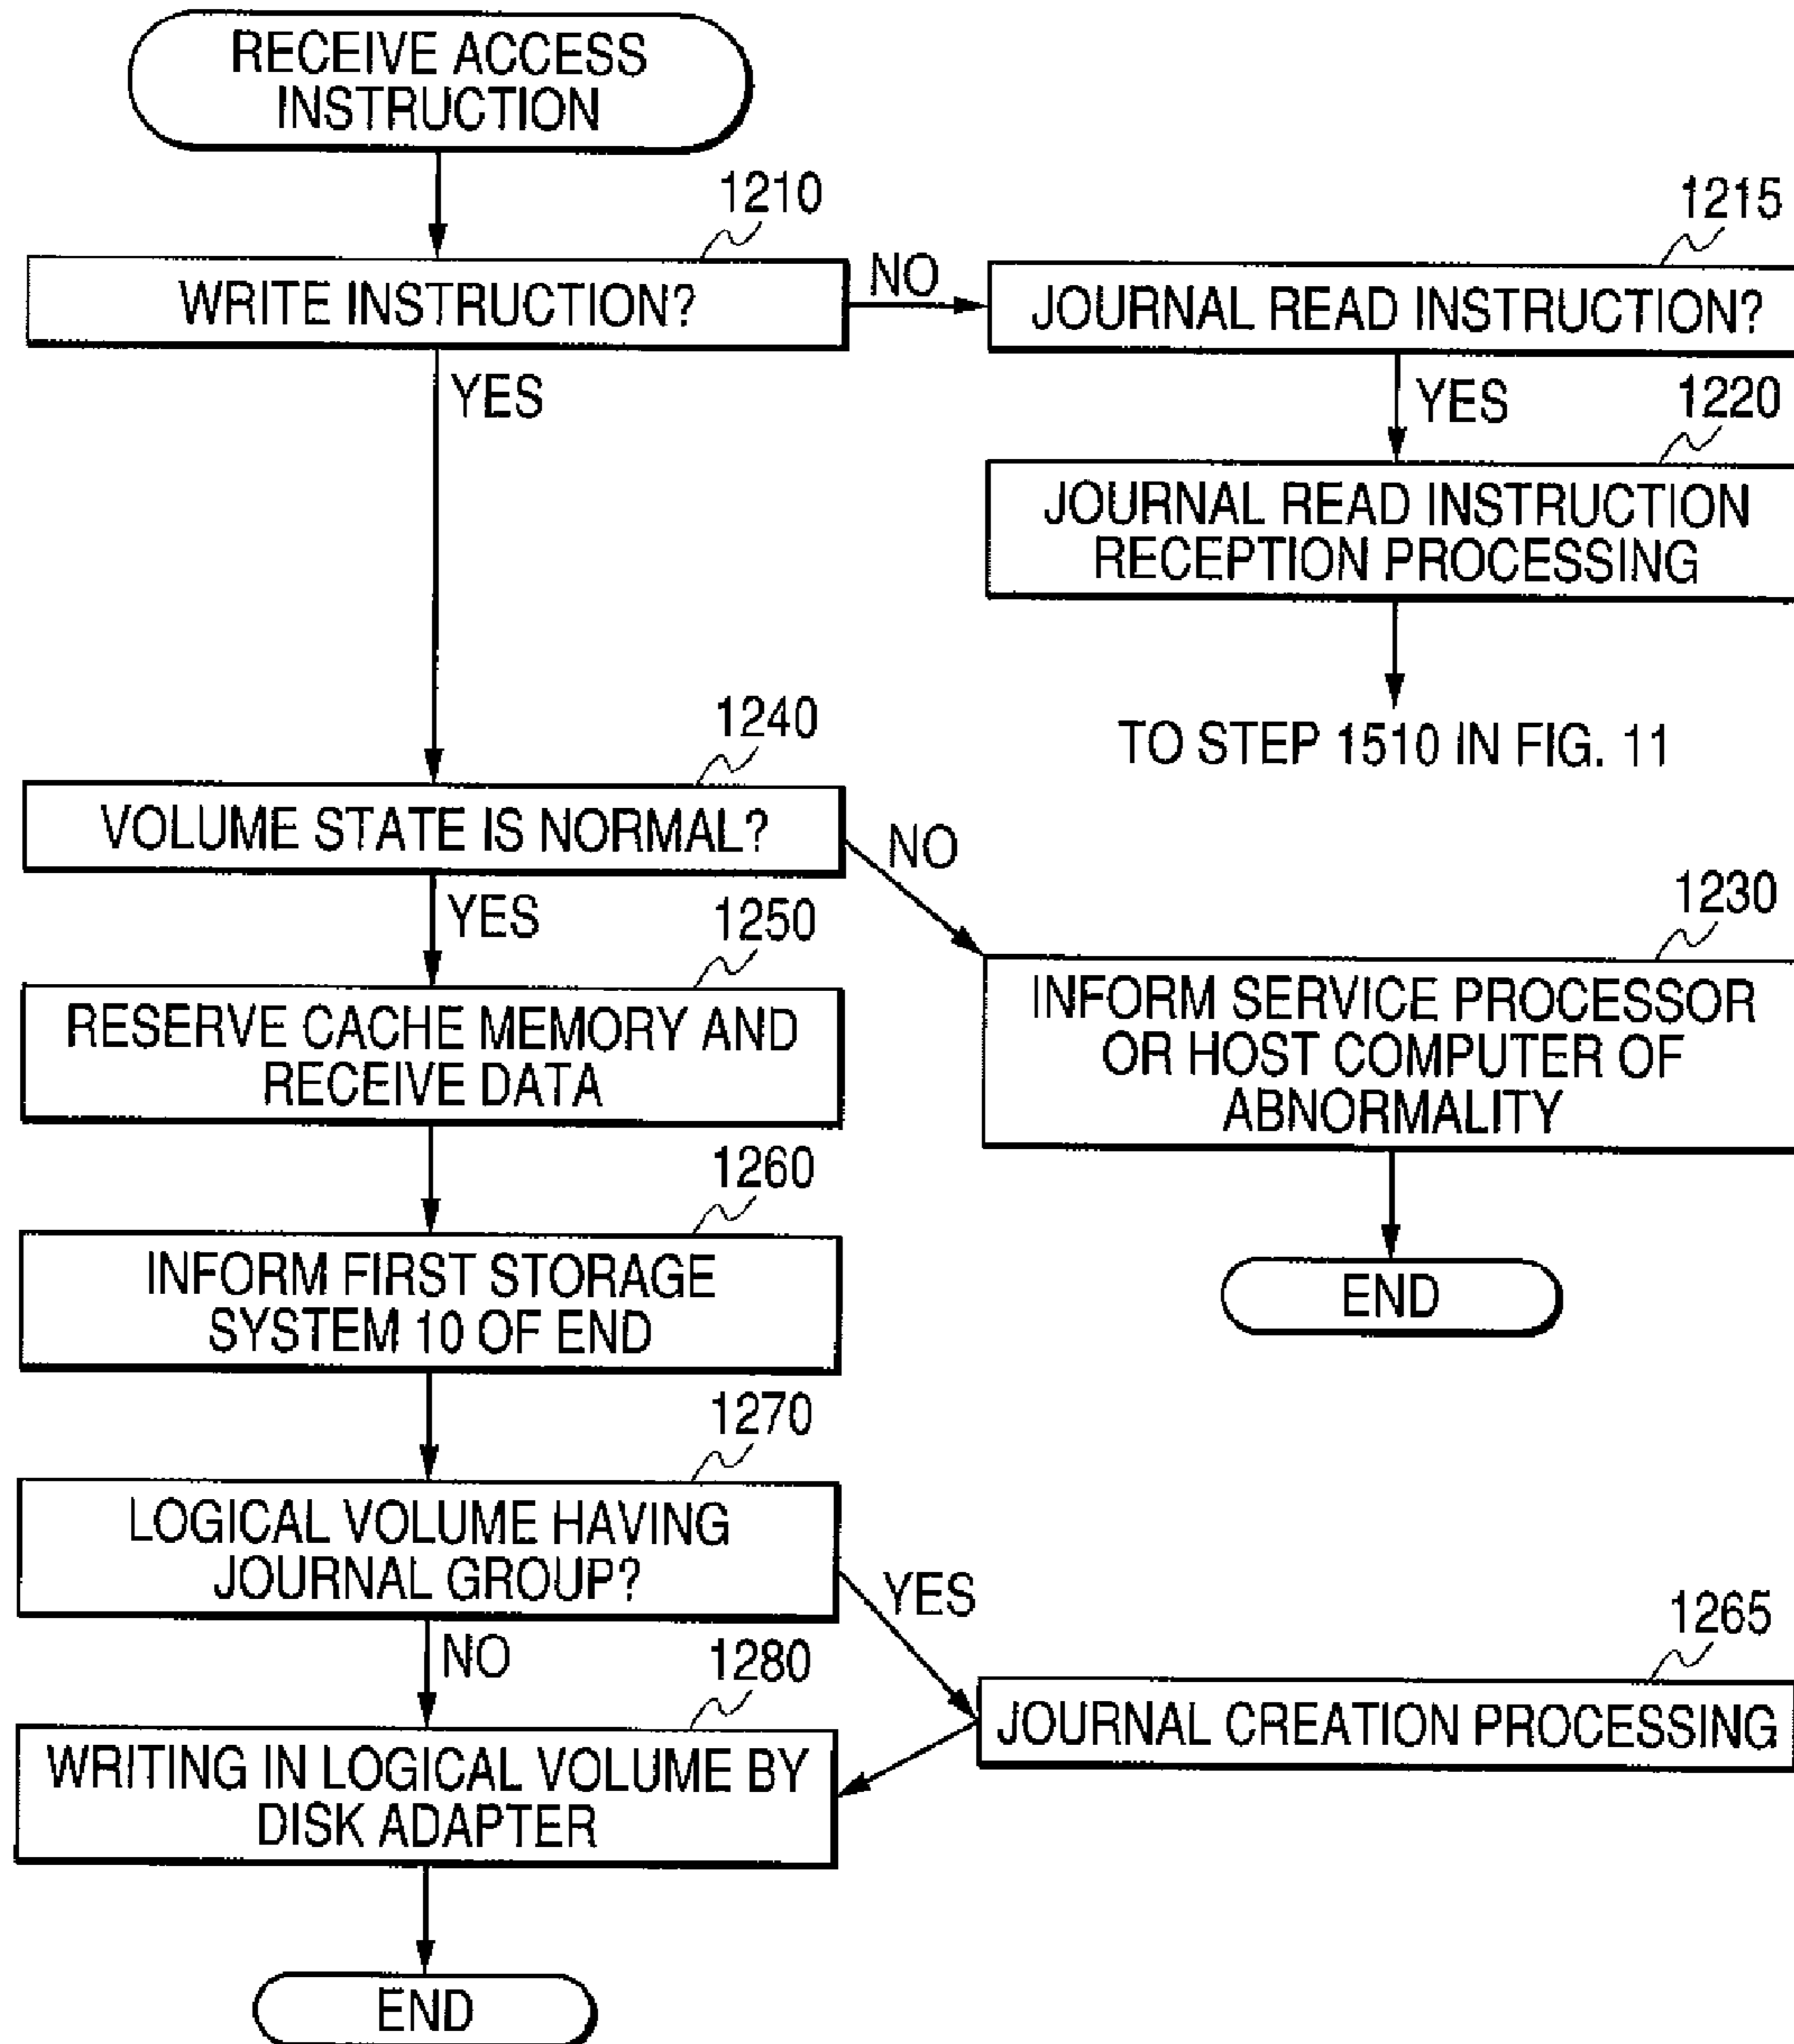 RECEIVE ACCESS
INSTRUCTION
1210
WRITE INSTRUCTION?
NO
1215
JOURNAL READ INSTRUCTION?
YES
YES
1220
JOURNAL READ INSTRUCTION
RECEPTION PROCESSING
TO STEP 1510 IN FIG. 11
1240
VOLUME STATE IS NORMAL?
NO
YES
1230
INFORM SERVICE PROCESSOR
OR HOST COMPUTER OF
ABNORMALITY
END
1250
RESERVE CACHE MEMORY AND
RECEIVE DATA
1260
INFORM FIRST STORAGE
SYSTEM 10 OF END
1270
LOGICAL VOLUME HAVING
JOURNAL GROUP?
YES
NO
1265
JOURNAL CREATION PROCESSING
1280
WRITING IN LOGICAL VOLUME BY
DISK ADAPTER
END